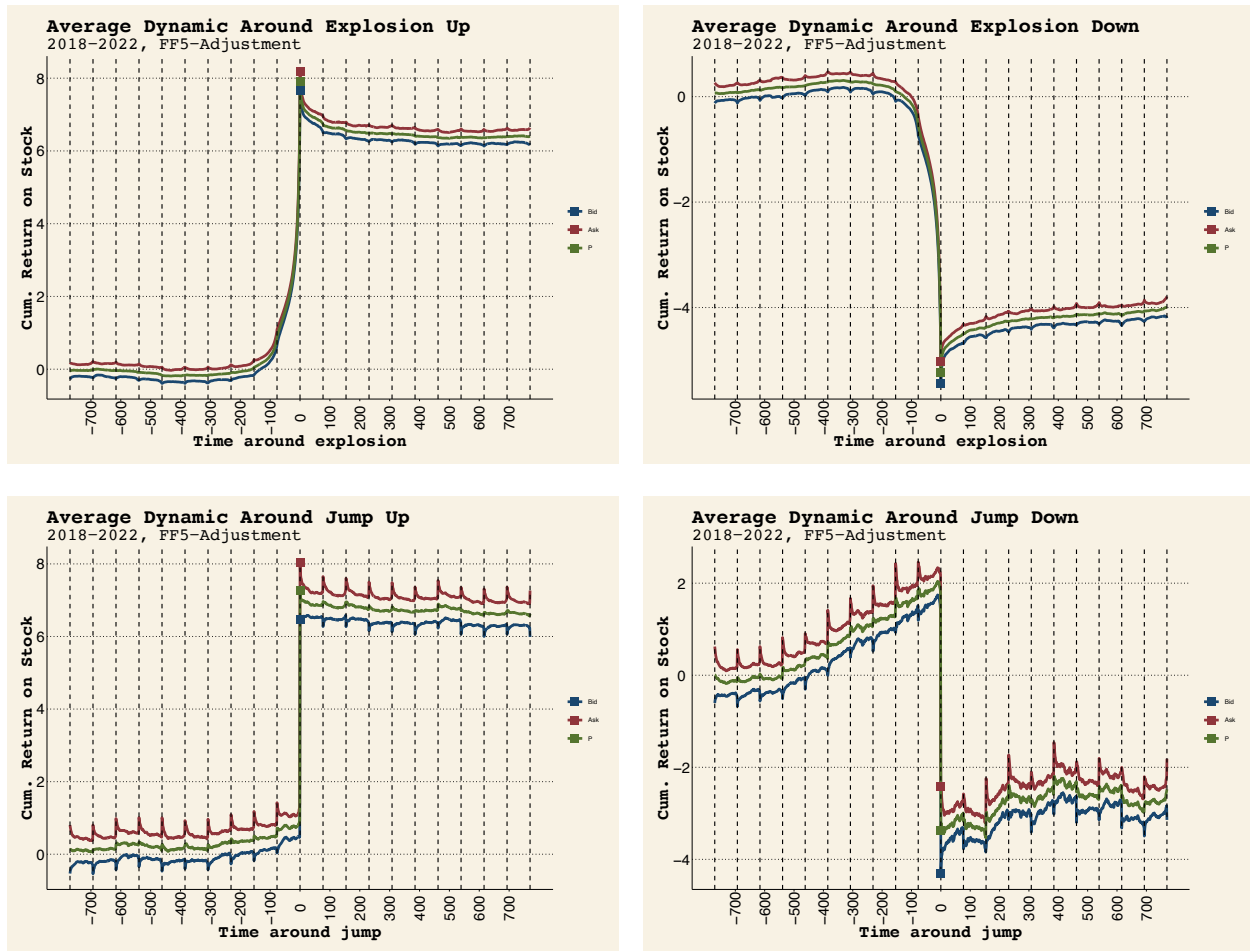 Average Dynamic Around Explosion Up
2018−2022, FF5−Adjustment
Cum. Return on Stock
8
6
4
2
0
−700
−600
−500
−400
−300
−200
−100
0
100
200
300
400
500
600
700
Time around explosion
Bid
Ask
P
Average Dynamic Around Explosion Down
2018−2022, FF5−Adjustment
Cum. Return on Stock
0
−2
−4
−700
−600
−500
−400
−300
−200
−100
0
100
200
300
400
500
600
700
Time around explosion
Bid
Ask
P
Average Dynamic Around Jump Up
2018−2022, FF5−Adjustment
Cum. Return on Stock
8
6
4
2
0
−700
−600
−500
−400
−300
−200
−100
0
100
200
300
400
500
600
700
Time around jump
Bid
Ask
P
Average Dynamic Around Jump Down
2018−2022, FF5−Adjustment
Cum. Return on Stock
2
0
−2
−4
−700
−600
−500
−400
−300
−200
−100
0
100
200
300
400
500
600
700
Time around jump
Bid
Ask
P